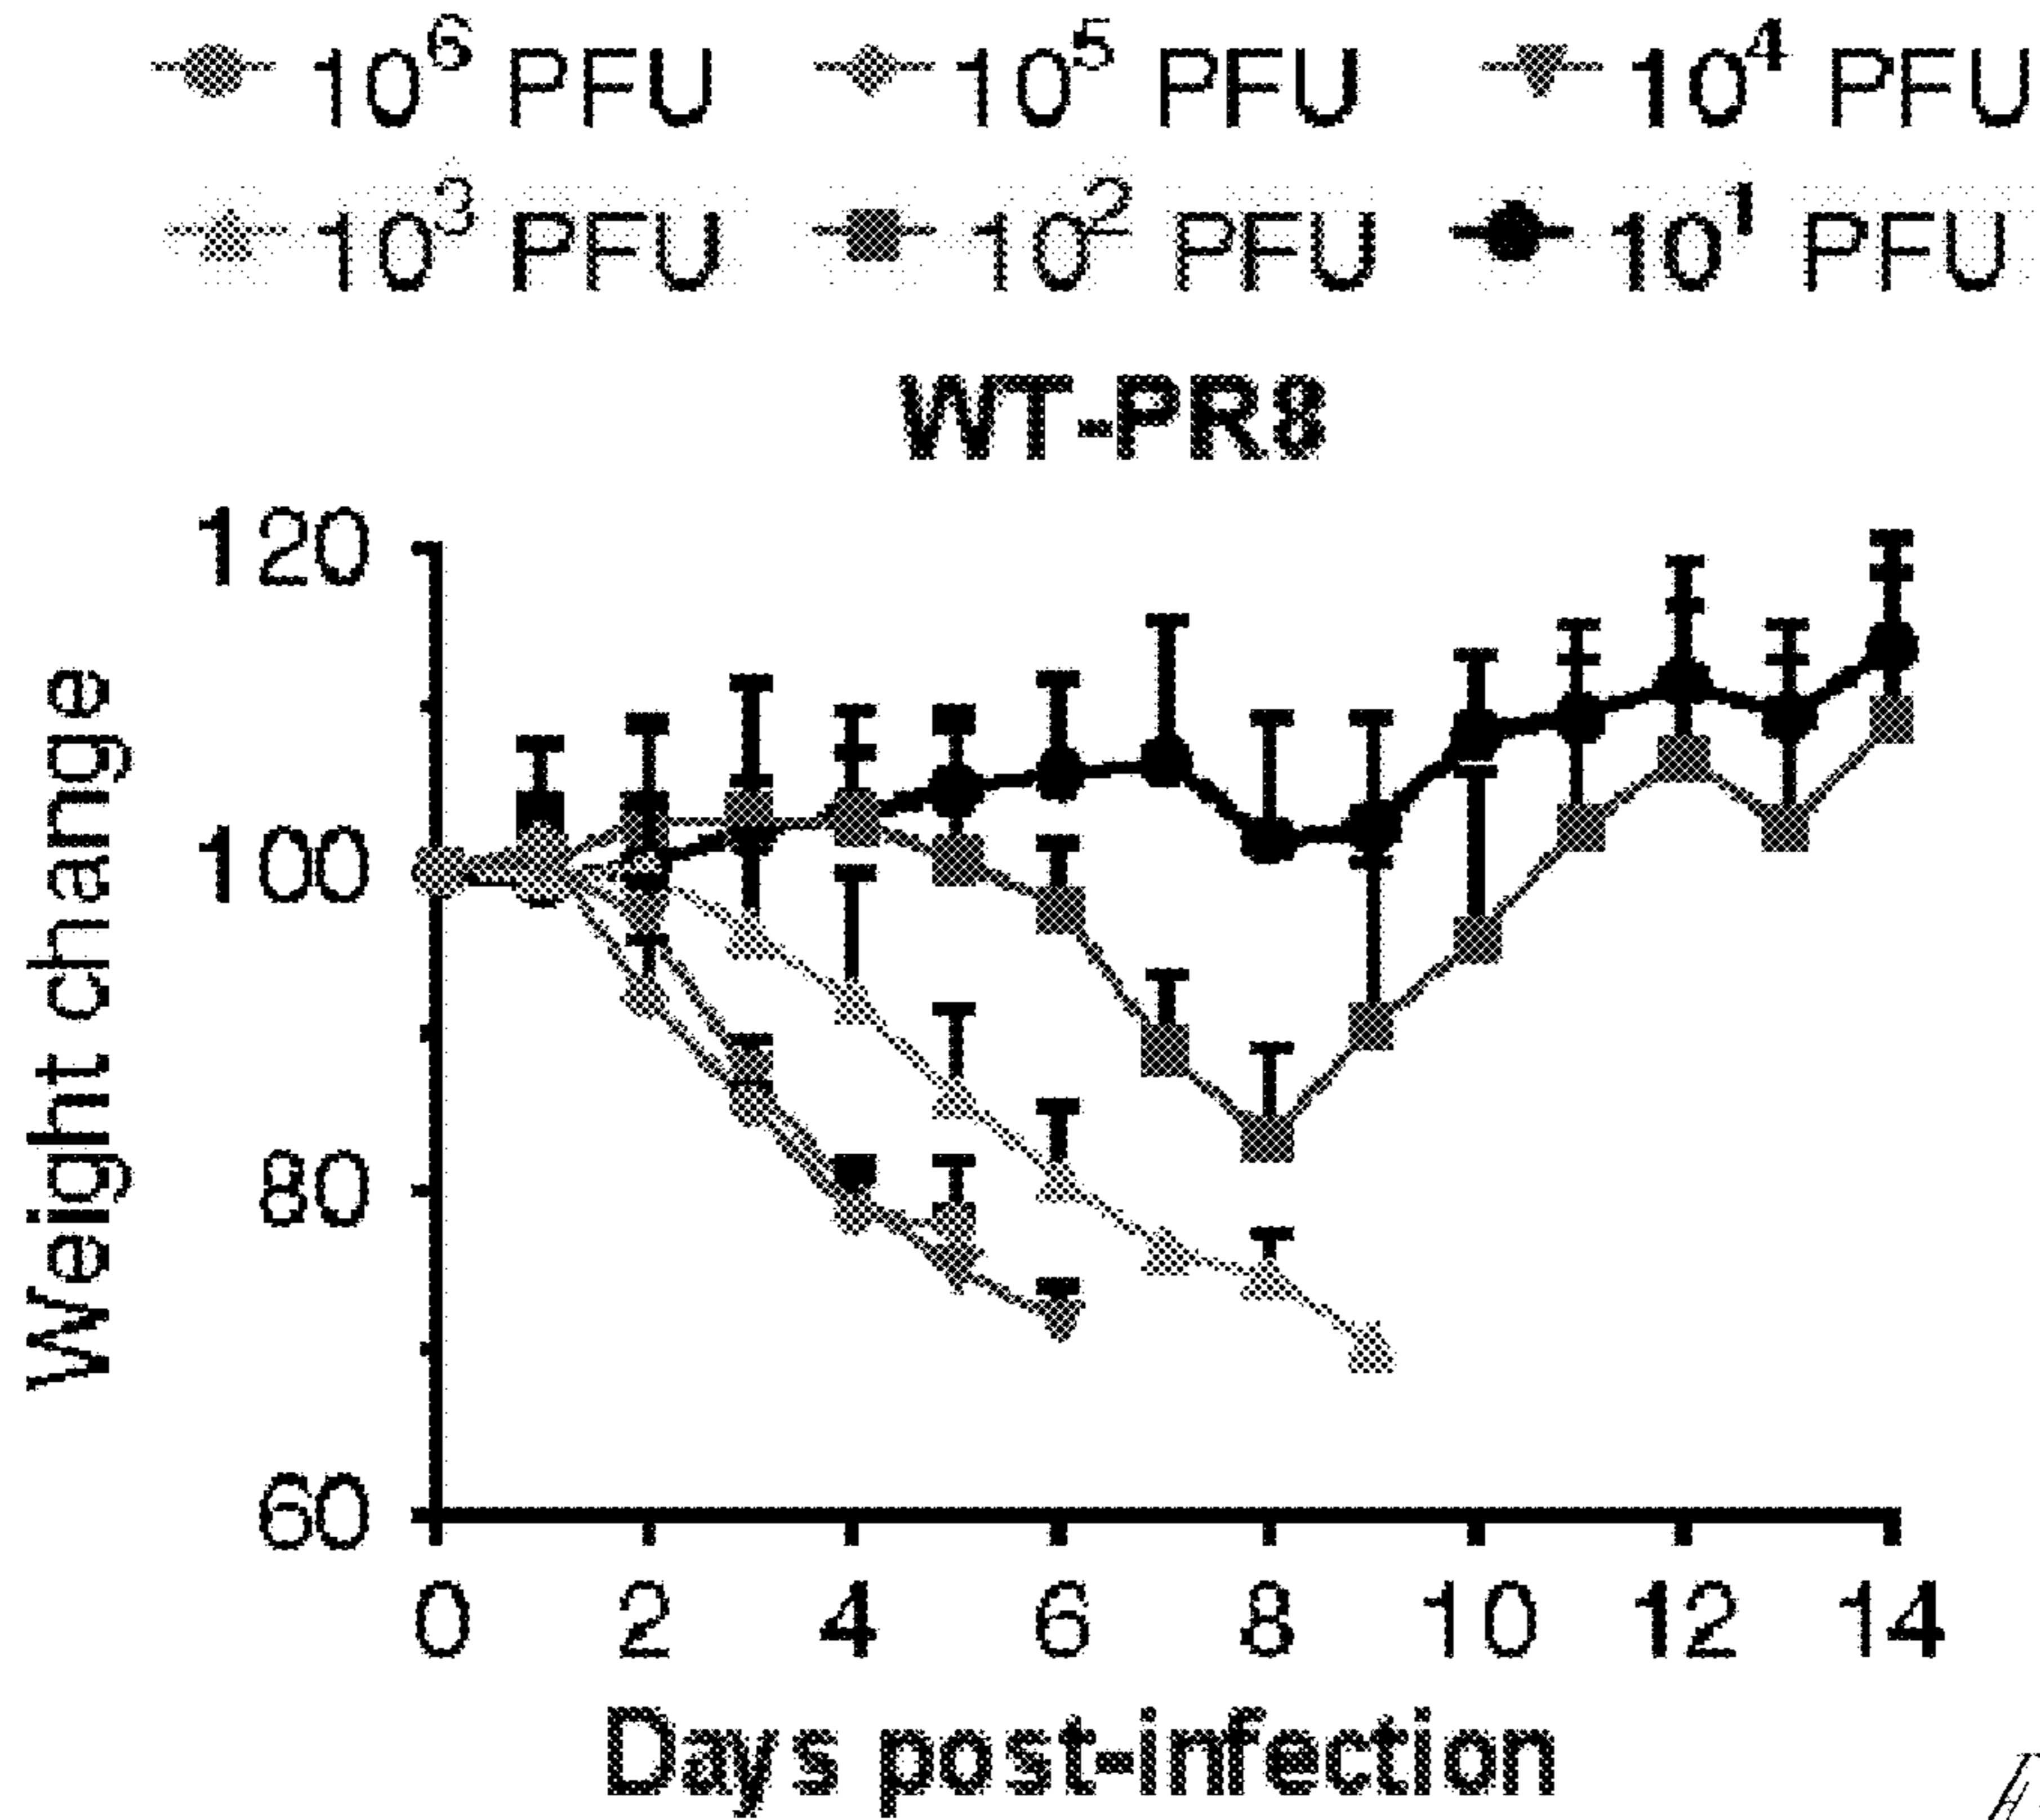 10⁶ PFU 10⁵ PFU 10⁴ PFU
10³ PFU 10² PFU 10¹ PFU
WT-PR8
120
100
80
60
Weight change
0 2 4 6 8 10 12 14
Days post-infection